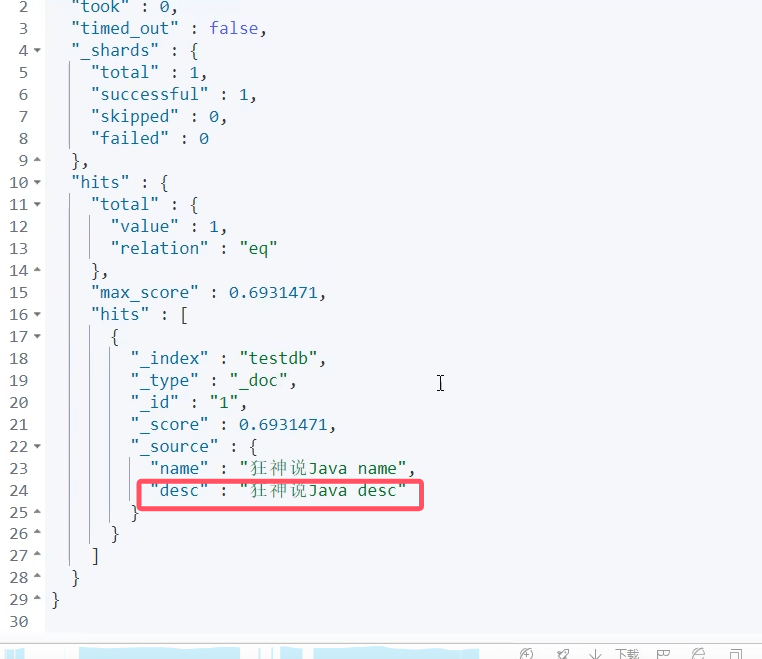 2 "took" : 0,
3 "timed_out" : false,
4 "_shards" : {
5 "total" : 1,
6 "successful" : 1,
7 "skipped" : 0,
8 "failed" : 0
9 },
10 "hits" : {
11 "total" : {
12 "value" : 1,
13 "relation" : "eq"
14 },
15 "max_score" : 0.6931471,
16 "hits" : [
17 {
18 "_index" : "testdb",
19 "_type" : "_doc",
20 "_id" : "1",
21 "_score" : 0.6931471,
22 "_source" : {
23 "name" : "狂神说Java name",
24 "desc" : "狂神说Java desc"
25 }
26 }
27 ]
28 }
29 }
30
下载